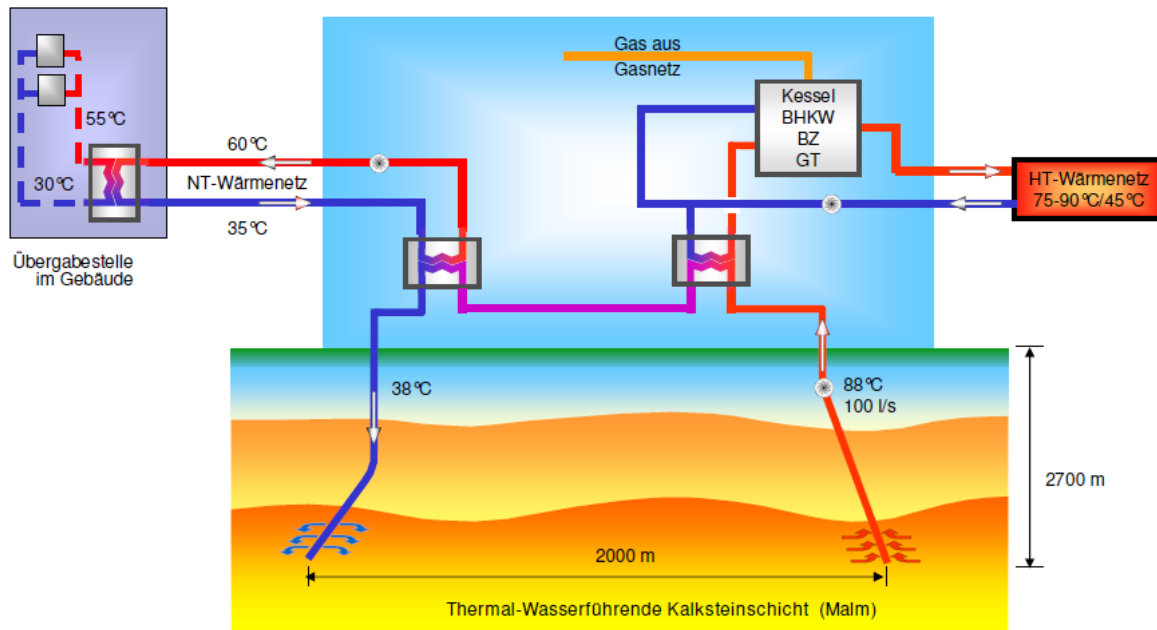 Gas aus
Gasnetz
Kessel
BHKW
BZ
GT
55°C
60°C
30°C
NT-Wärmenetz
35°C
HT-Wärmenetz
75-90°C/45°C
Übergabestelle
im Gebäude
38°C
88°C
100 l/s
2700 m
2000 m
Thermal-Wasserführende Kalksteinschicht (Malm)